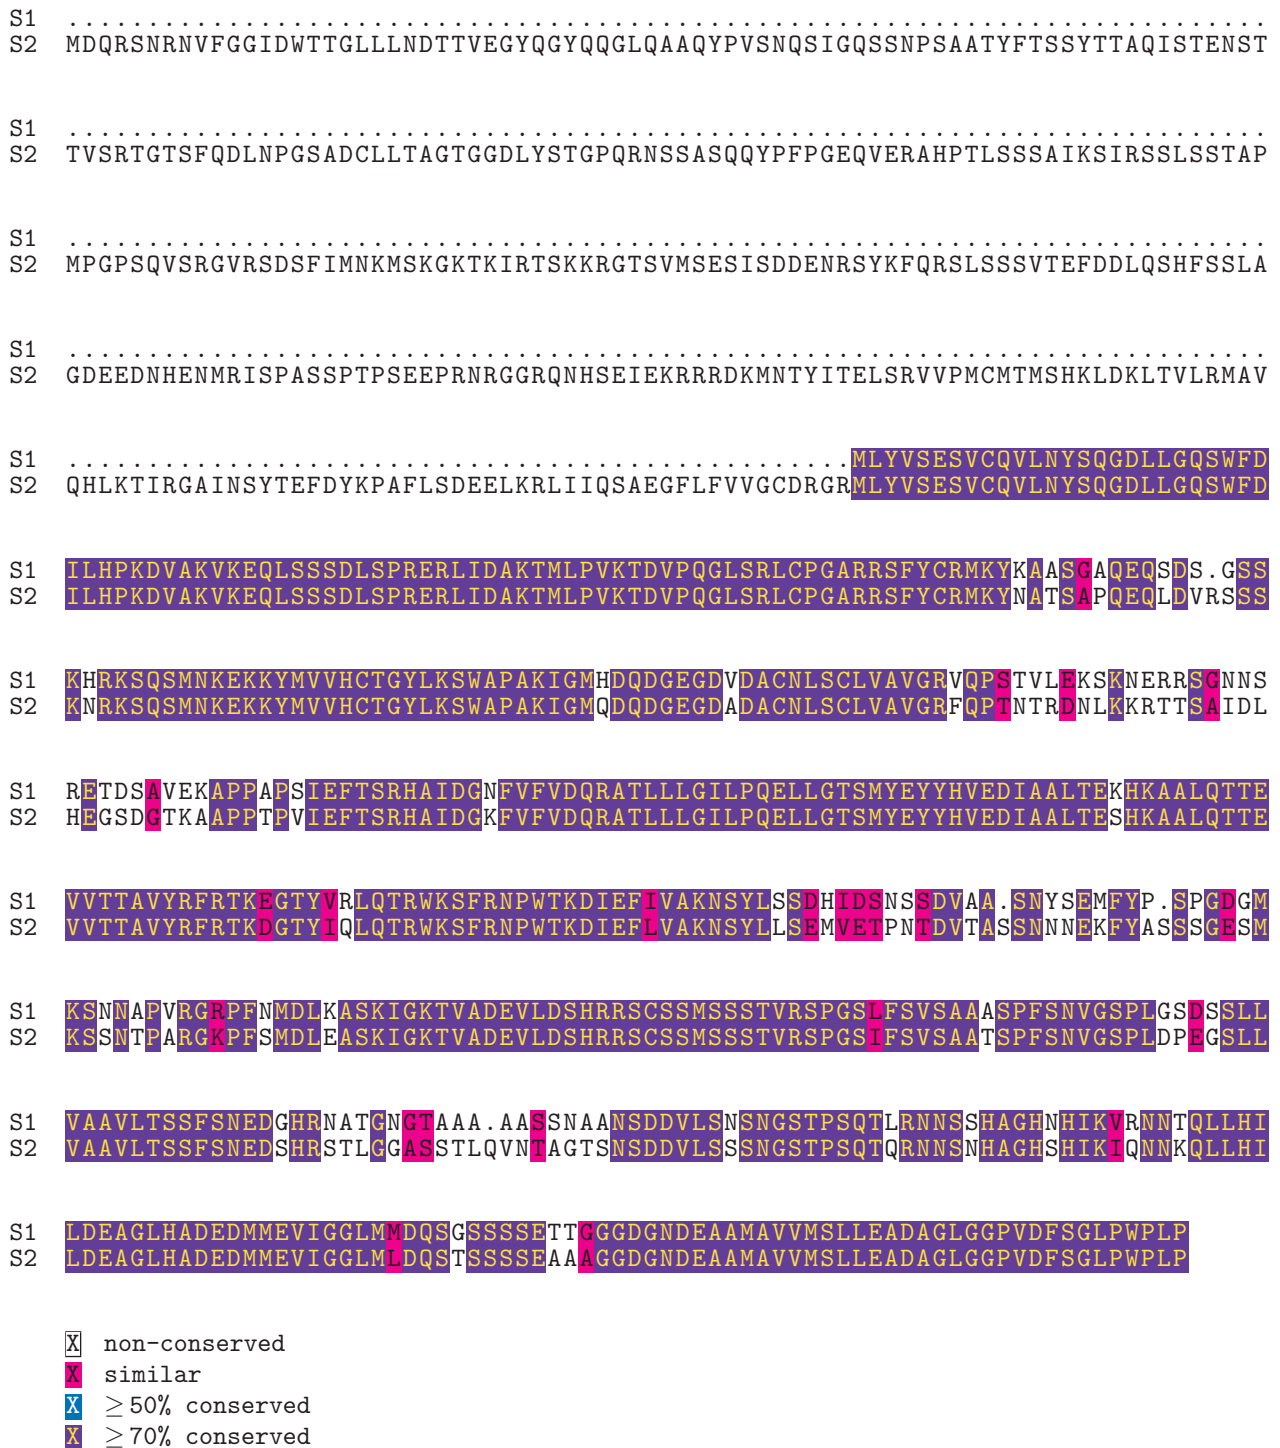 S1 ...........................................................................
S2 MDQRSNRNVFGGIDWTTGLLLNDTTVEGYQGYQQGLQAAQYPVSNQSIGQSSNPSAATYFTSSYTTAQISTENST
S1 ...........................................................................
S2 TVSRTGTSFQDLNPGSADCLLTAGTGGDLYSTGPQRNSSASQQYPFPGEQVERAHPTLSSSAIKSIRSSLSSTAP
S1 ...........................................................................
S2 MPGPSQVSRGVRSDSFIMNKMSKGKTKIRTSKKRGTSVMSESISDDENRSYKFQRSLSSSVTEFDDLQSHFSSLA
S1 ...........................................................................
S2 GDEEDNHENMRISPASSPTPSEEPRNRGGRQNHSEIEKRRRDKMNTYITELSRVVPMCMTMSHKLDKLTVLRMAV
S1 .................................................MLYVSESVCQVLNYSQGDLLGQSWFD
S2 QHLKTIRGAINSYTEFDYKPAFLSDEELKRLIIQSAEGFLFVVGCDRGRMLYVSESVCQVLNYSQGDLLGQSWFD
S1 ILHPKDVAKVKEQLSSSDLSPRERLIDAKTMLPVKTDVPQGLSRLCPGARRSFYCRMKYKAASGAQEQSDS.GSS
S2 ILHPKDVAKVKEQLSSSDLSPRERLIDAKTMLPVKTDVPQGLSRLCPGARRSFYCRMKYNATSAPQEQLDVRSSS
S1 KHRKSQSMNKEKKYMVVHCTGYLKSWAPAKIGMHDQDGEGDVDACNLSCLVAVGRVQPSTVLEKSKNERRSGNNS
S2 KNRKSQSMNKEKKYMVVHCTGYLKSWAPAKIGMQDQDGEGDADACNLSCLVAVGRFQPTNTRDNLKKRTTSAIDL
S1 RETDSAVEKAPPAPSIEFTSRHAIDGNFVFVDQRATLLLGILPQELLGTSMYEYYHVEDIAALTEKHKAALQTTE
S2 HEGSDGTKAAPPTPVIEFTSRHAIDGKFVFVDQRATLLLGILPQELLGTSMYEYYHVEDIAALTESHKAALQTTE
S1 VVTTAVYRFRTKEGTYVRLQTRWKSFRNPWTKDIEFIVAKNSYLSSDHIDSNSSDVAA.SNYSEMFYP.SPGDGM
S2 VVTTAVYRFRTKDGTYIQLQTRWKSFRNPWTKDIEFLVAKNSYLLSEMVETPNTDVTASSNNNEKFYASSSGESM
S1 KSNNAPVRGRPFNMDLKASKIGKTVADEVLDSHRRSCSSMSSSTVRSPGSLFSVSAAASPFSNVGSPLGSDSSLL
S2 KSSNTPARGKPFSMDLEASKIGKTVADEVLDSHRRSCSSMSSSTVRSPGSIFSVSAATSPFSNVGSPLDPEGSLL
S1 VAAVLTSSFSNEDGHRNATGNGTAAA.AASSNAANSDDVLSNSNGSTPSQTLRNNSSHAGHNHIKVRNNTQLLHI
S2 VAAVLTSSFSNEDSHRSTLGGASSTLQVNTAGTSNSDDVLSSSNGSTPSQTQRNNSNHAGHSHIKIQNNKQLLHI
S1 LDEAGLHADEDMMEVIGGLMMDQSGSSSSETTGGGDGNDEAAMAVVMSLLEADAGLGGPVDFSGLPWPLP
S2 LDEAGLHADEDMMEVIGGLMLDQSTSSSSEAAAAGGDGNDEAAMAVVMSLLEADAGLGGPVDFSGLPWPLP
X non-conserved
X similar
X ≥50% conserved
X ≥70% conserved